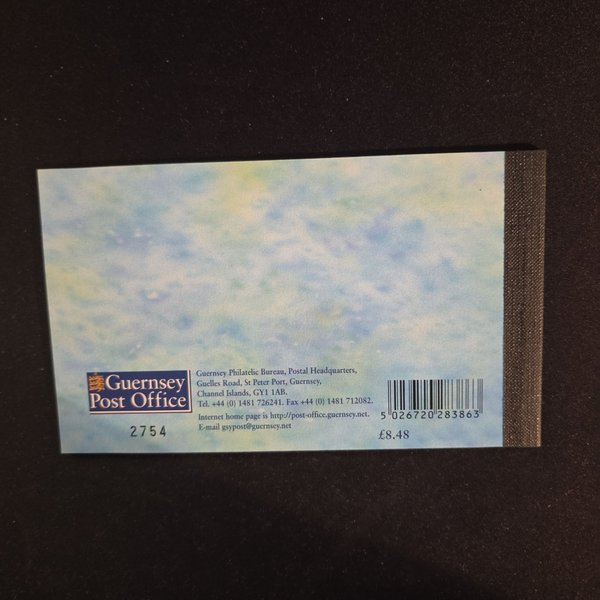 Guernsey
Post Office
2754
Guernsey Philatelic Bureau, Postal Headquarters,
Guelles Road, St Peter Port, Guernsey,
Channel Islands, GY1 1AB.
Tel. +44 (0) 1481 726241. Fax +44 (0) 1481 712082.
Internet home page is http://post-office.guernsey.net.
E-mail gsypost@guernsey.net
5 026720 283863
£8.48